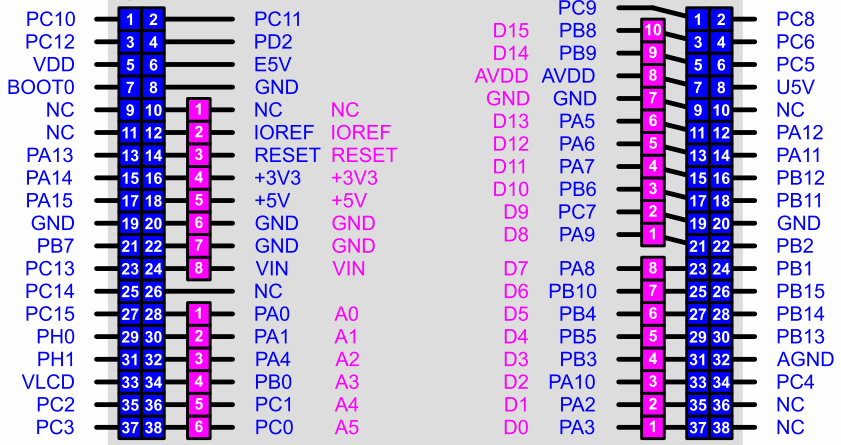 PC9
PC10 1 2 PC11 D15 PB8 10 1 2 PC8
PC12 3 4 PD2 D14 PB9 9 3 4 PC6
VDD 5 6 E5V AVDD AVDD 8 5 6 PC5
BOOT0 7 8 GND GND GND 7 7 8 U5V
NC 9 10 1 NC NC D13 PA5 6 9 10 NC
NC 11 12 2 IOREF IOREF D12 PA6 5 11 12 PA12
PA13 13 14 3 RESET RESET D11 PA7 4 13 14 PA11
PA14 15 16 4 +3V3 +3V3 D10 PB6 3 15 16 PB12
PA15 17 18 5 +5V +5V D9 PC7 2 17 18 PB11
GND 19 20 6 GND GND D8 PA9 1 19 20 GND
PB7 21 22 7 GND GND 21 22 PB2
PC13 23 24 8 VIN VIN D7 PA8 8 23 24 PB1
PC14 25 26 NC D6 PB10 7 25 26 PB15
PC15 27 28 1 PA0 A0 D5 PB4 6 27 28 PB14
PH0 29 30 2 PA1 A1 D4 PB5 5 29 30 PB13
PH1 31 32 3 PA4 A2 D3 PB3 4 31 32 AGND
VLCD 33 34 4 PB0 A3 D2 PA10 3 33 34 PC4
PC2 35 36 5 PC1 A4 D1 PA2 2 35 36 NC
PC3 37 38 6 PC0 A5 D0 PA3 1 37 38 NC